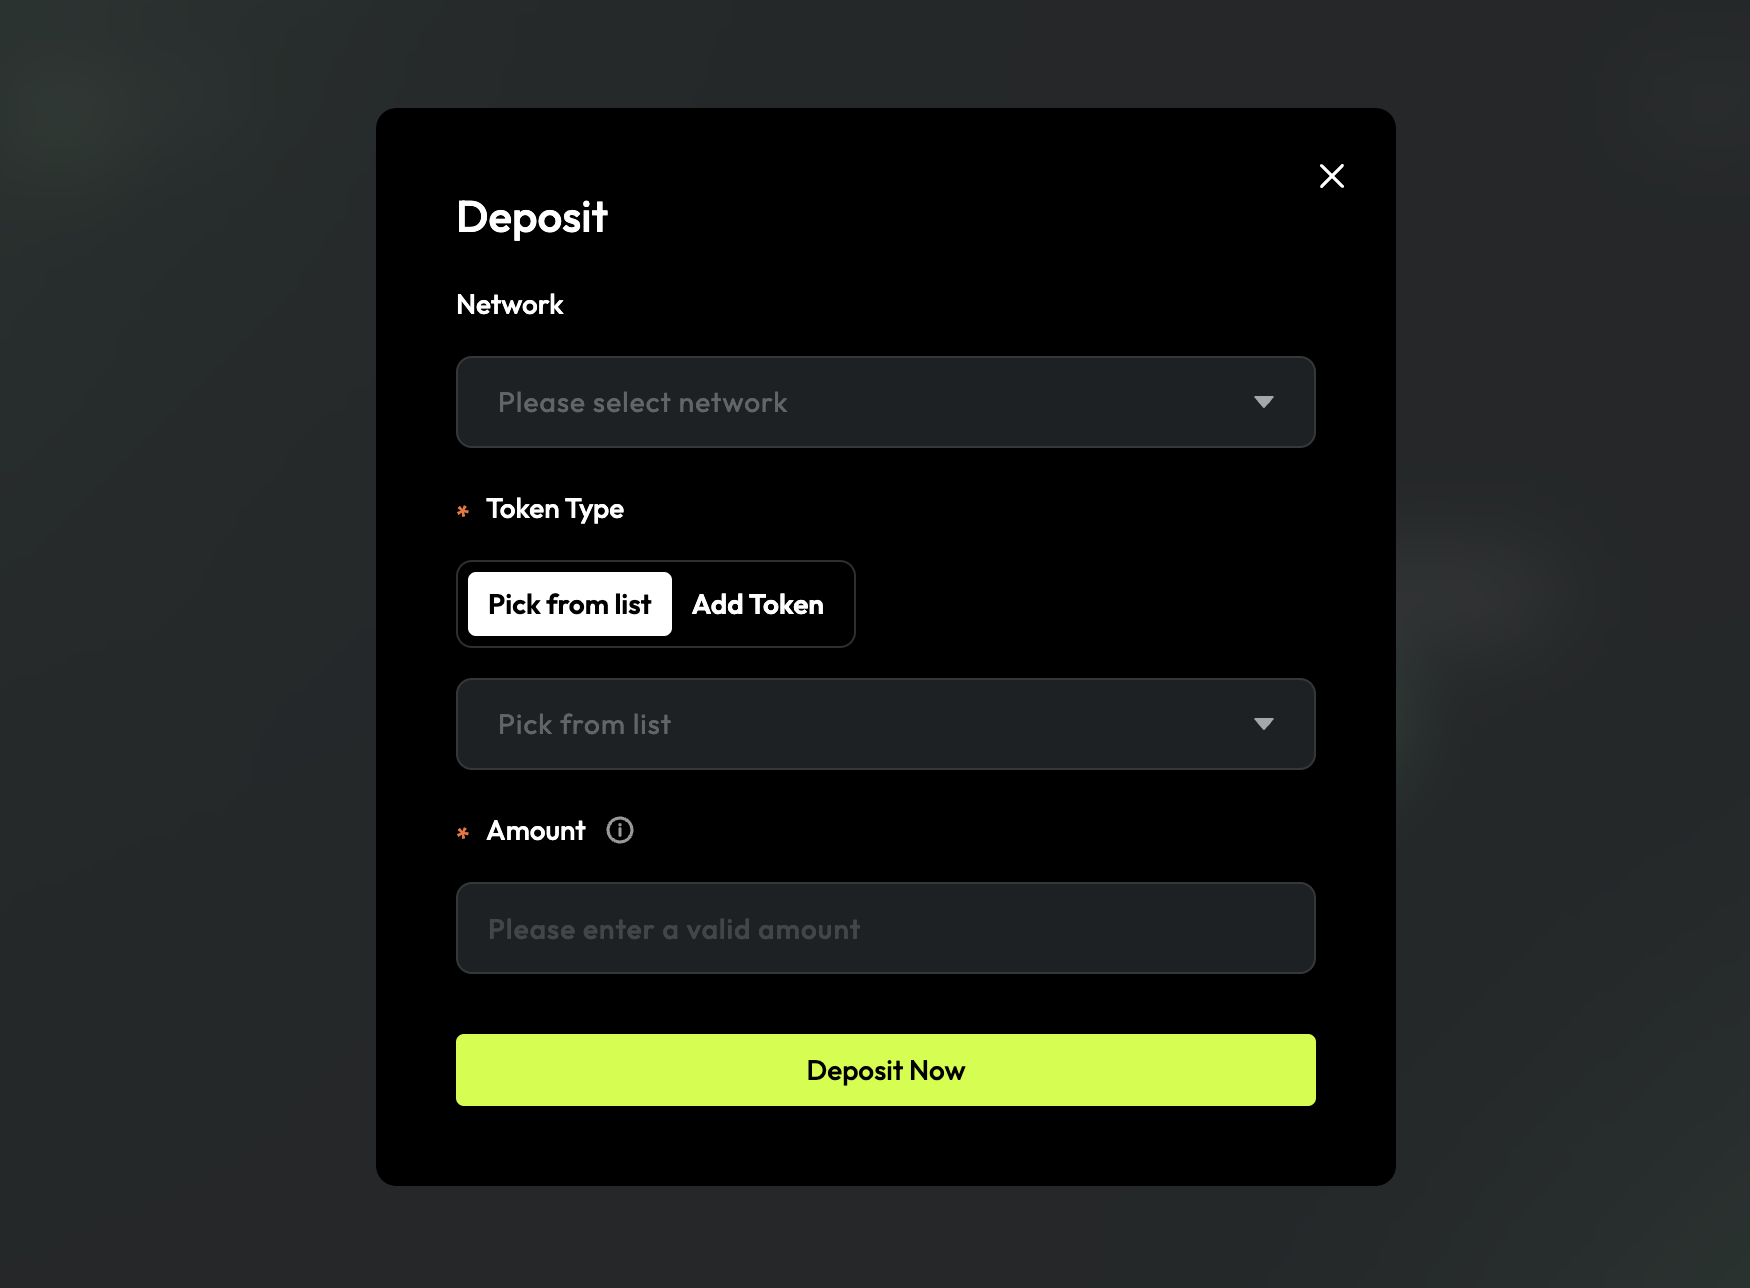 Deposit
Network
Please select network
* Token Type
Pick from list Add Token
Pick from list
* Amount
Please enter a valid amount
Deposit Now